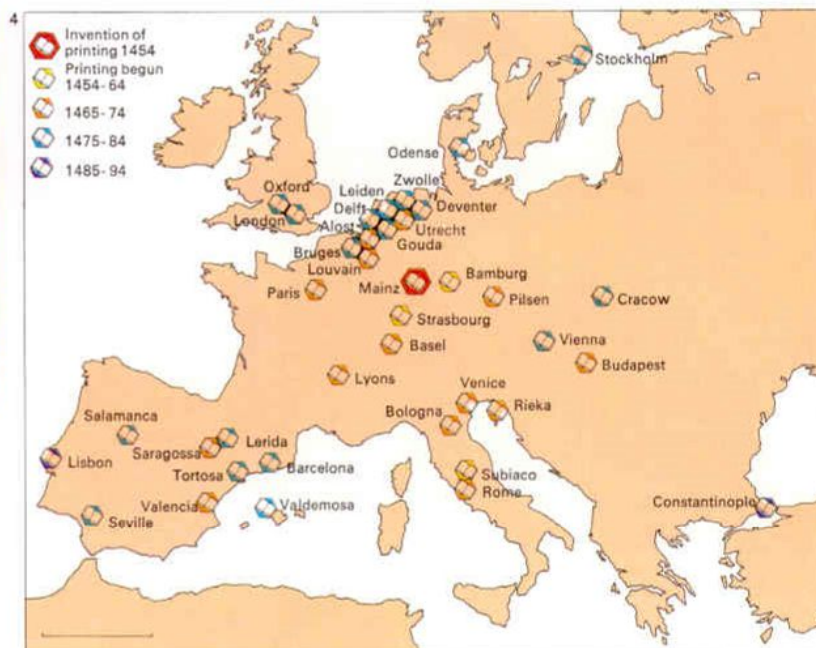 4
Invention of
printing 1454
Printing begun
1454-64
1465-74
1475-84
1485-94
Stockholm
Odense
Zwolle
Leiden
Oxford
Delft
Deventer
London
Alost
Utrecht
Gouda
Bruges
Louvain
Paris
Mainz
Bamburg
Pilsen
Cracow
Strasbourg
Vienna
Basel
Budapest
Lyons
Venice
Rieka
Bologna
Salamanca
Lerida
Saragossa
Lisbon
Tortosa
Barcelona
Subiaco
Rome
Valencia
Valdemosa
Constantinople
Seville
4